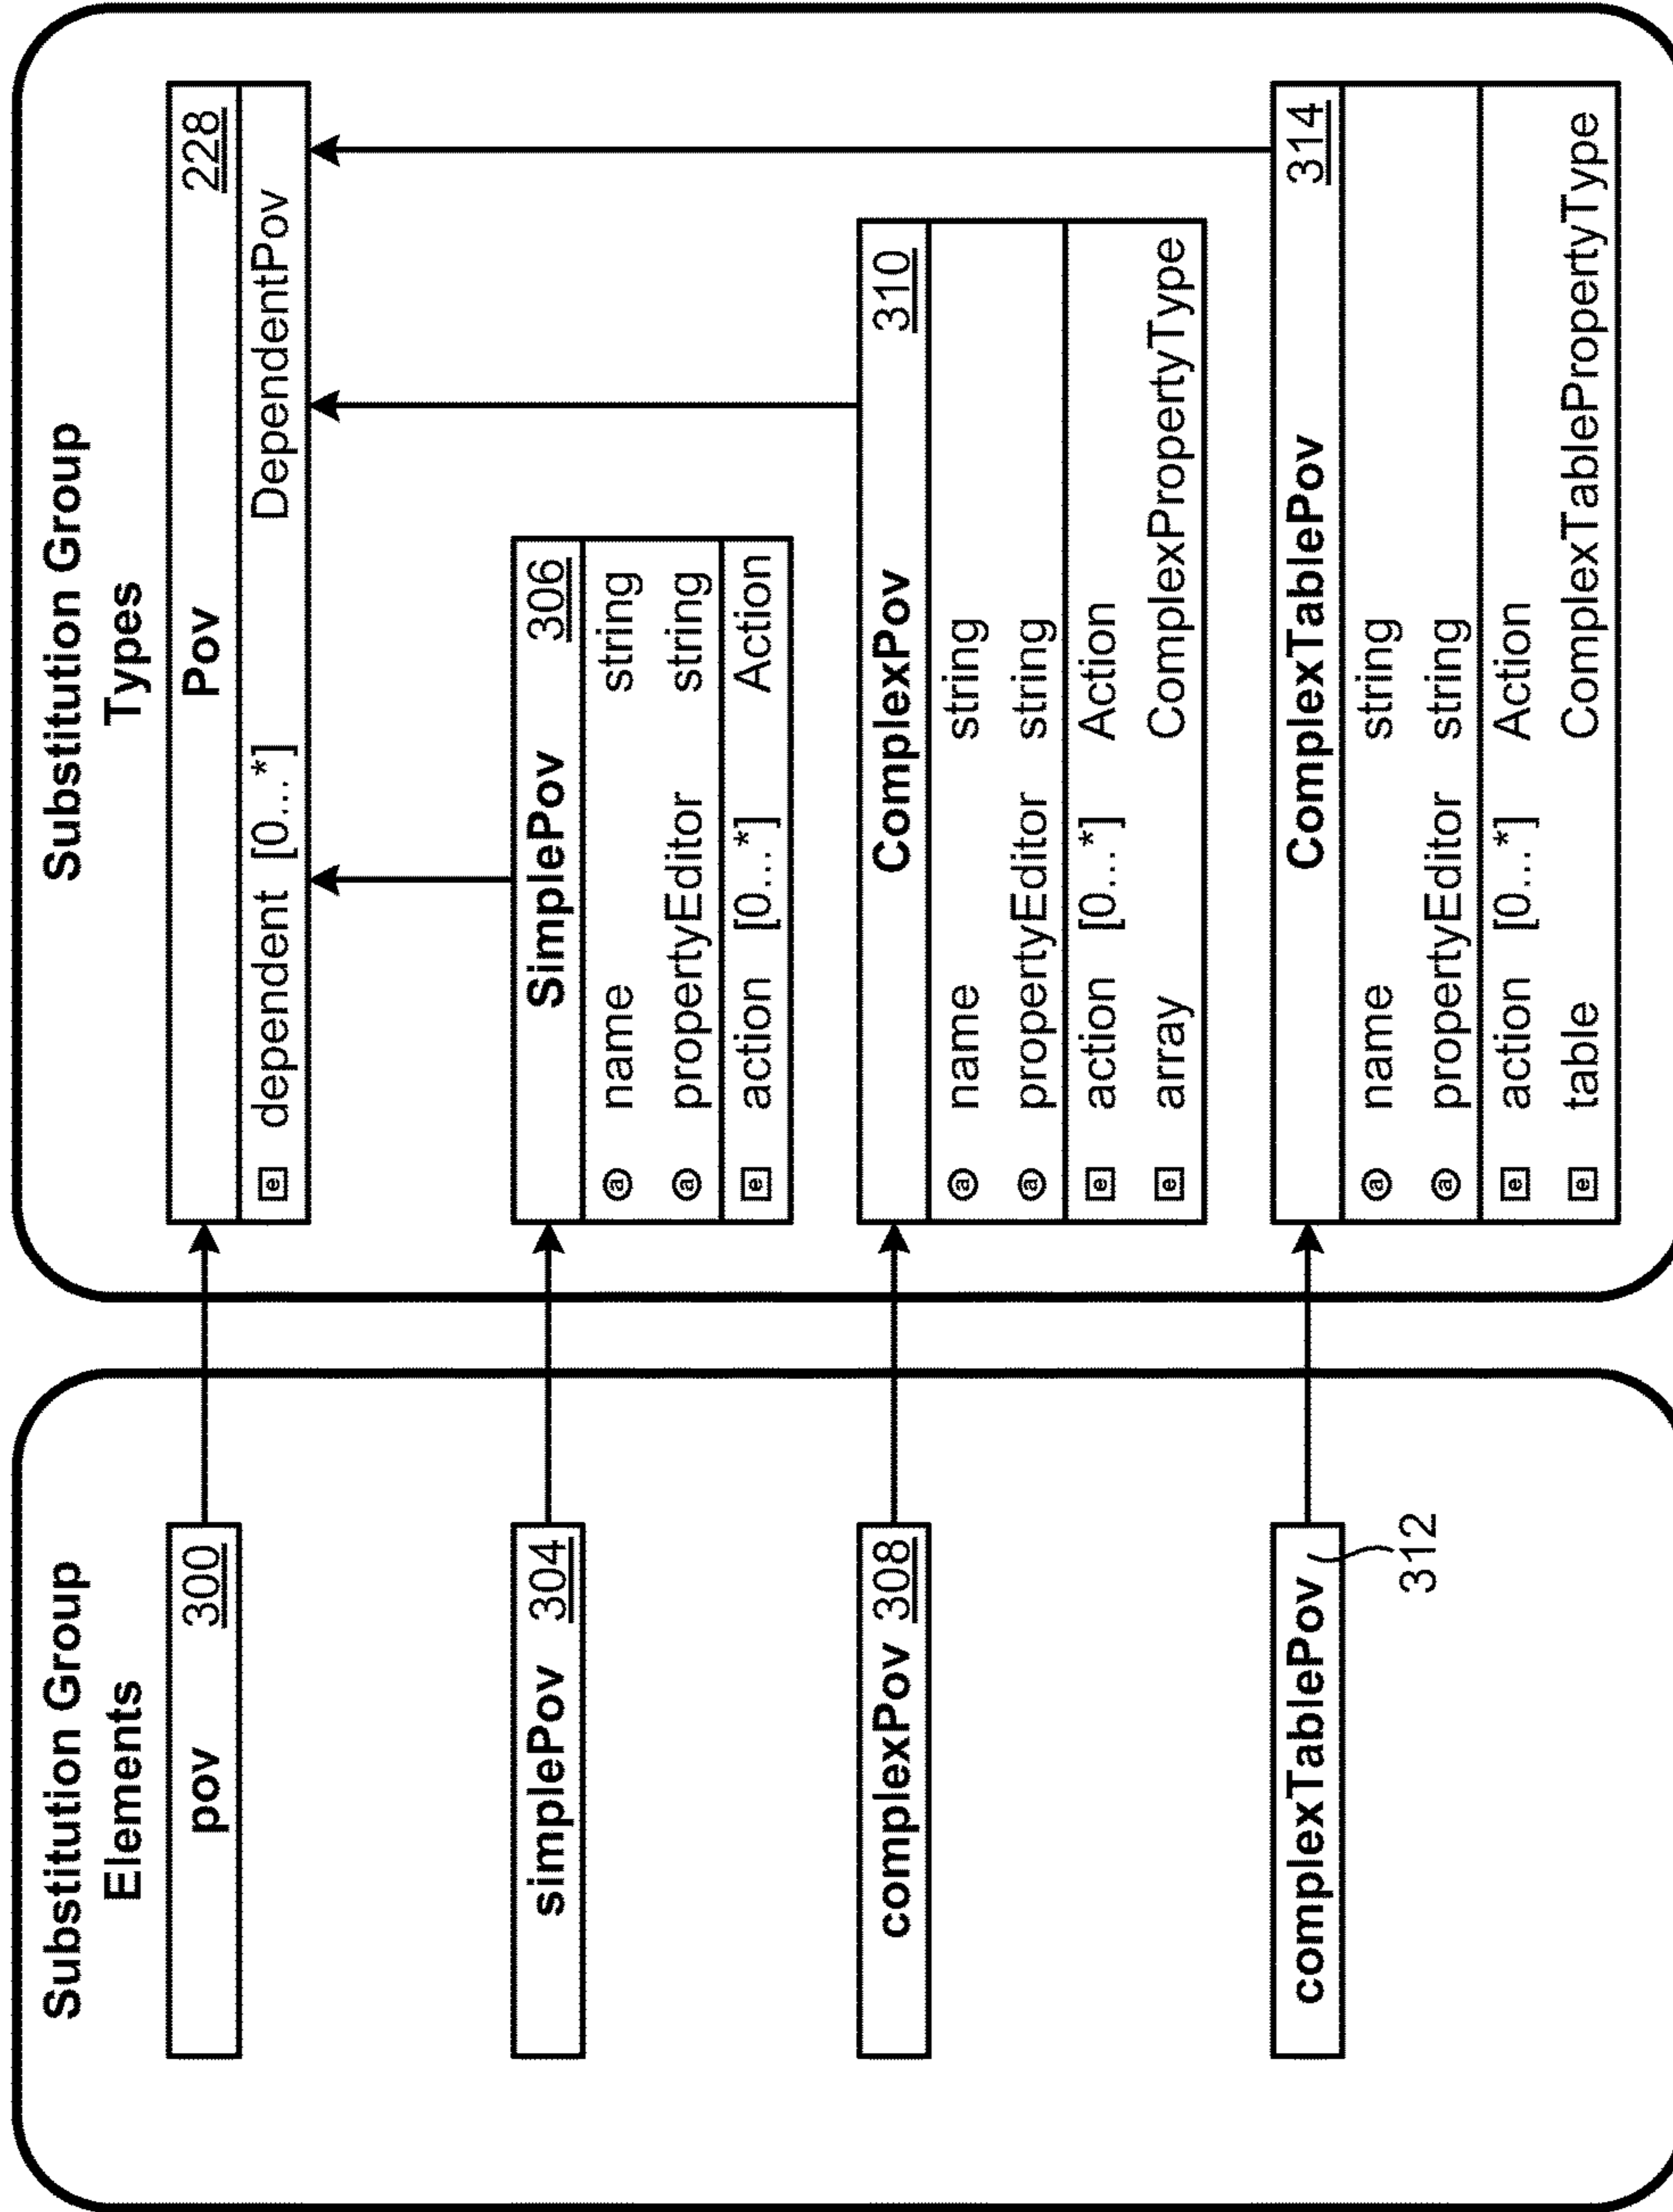 Substitution Group
Elements
pov 300
simplePov 304
complexPov 308
complexTablePov
312
Substitution Group
Types
Pov 228
e dependent [0...*] DependentPov
SimplePov 306
a name string
a propertyEditor string
e action [0...*] Action
ComplexPov 310
a name string
a propertyEditor string
e action [0...*] Action
e array ComplexPropertyType
ComplexTablePov 314
a name string
a propertyEditor string
e action [0...*] Action
e table ComplexTablePropertyType